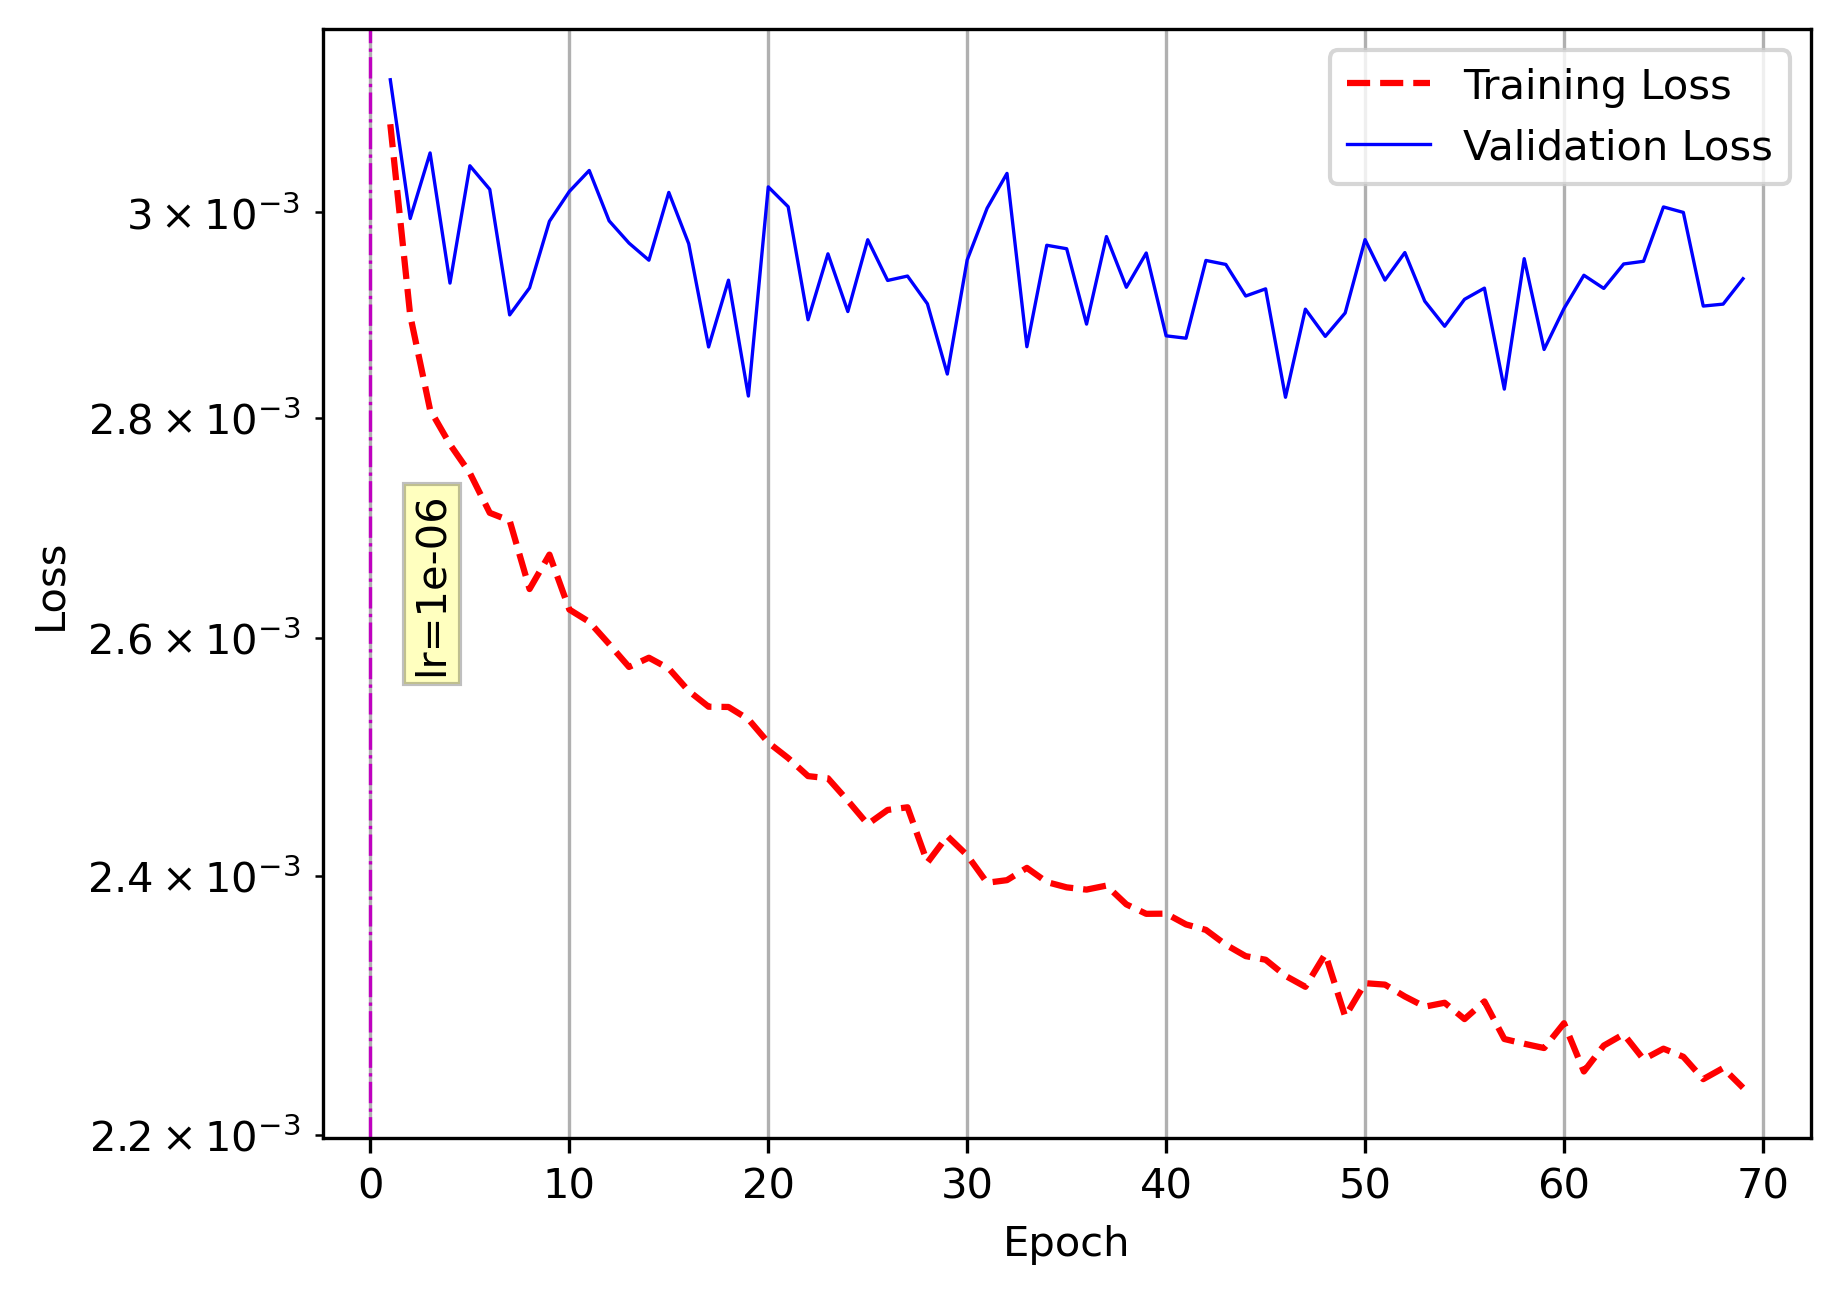 Training Loss
Validation Loss
3 × 10⁻³
2.8 × 10⁻³
2.6 × 10⁻³
2.4 × 10⁻³
2.2 × 10⁻³
Loss
lr=1e-06
0 10 20 30 40 50 60 70
Epoch